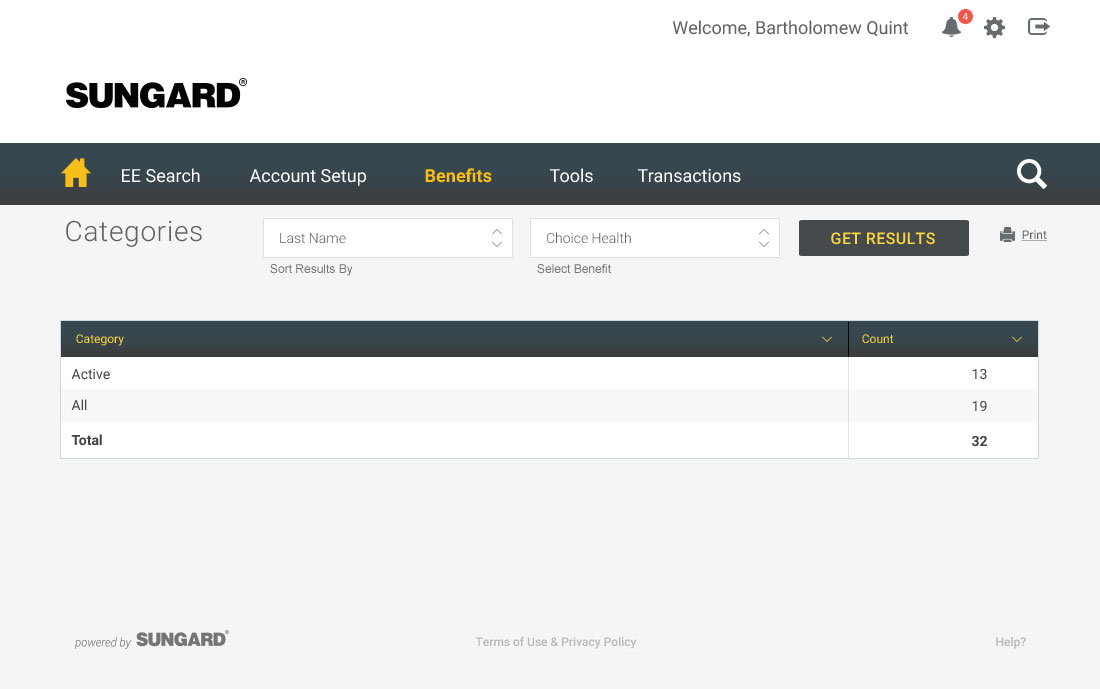 Welcome, Bartholomew Quint
4
SUNGARD®
EE Search
Account Setup
Benefits
Tools
Transactions
Categories
Last Name
Sort Results By
Choice Health
Select Benefit
GET RESULTS
Print
Category Count
Active 13
All 19
Total 32
powered by SUNGARD®
Terms of Use & Privacy Policy
Help?